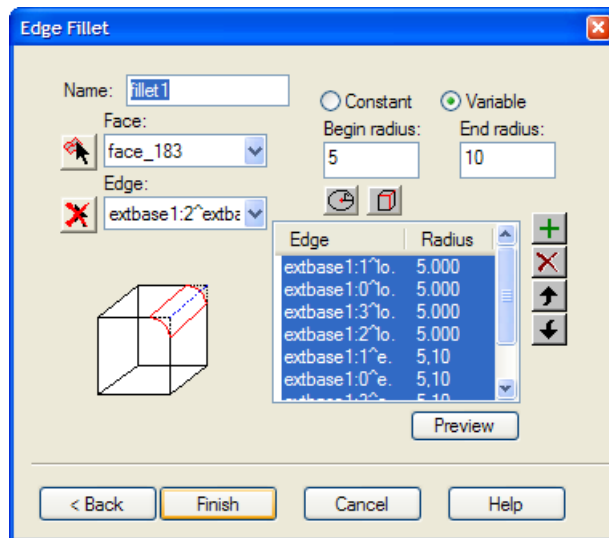 Edge Fillet
Name: fillet1
Constant Variable
Face:
Begin radius: End radius:
face_183
5 10
Edge:
extbase1:2^extba
Edge Radius
extbase1:1^lo. 5.000
extbase1:0^lo. 5.000
extbase1:3^lo. 5.000
extbase1:2^lo. 5.000
extbase1:1^e. 5,10
extbase1:0^e. 5,10
Preview
< Back Finish Cancel Help